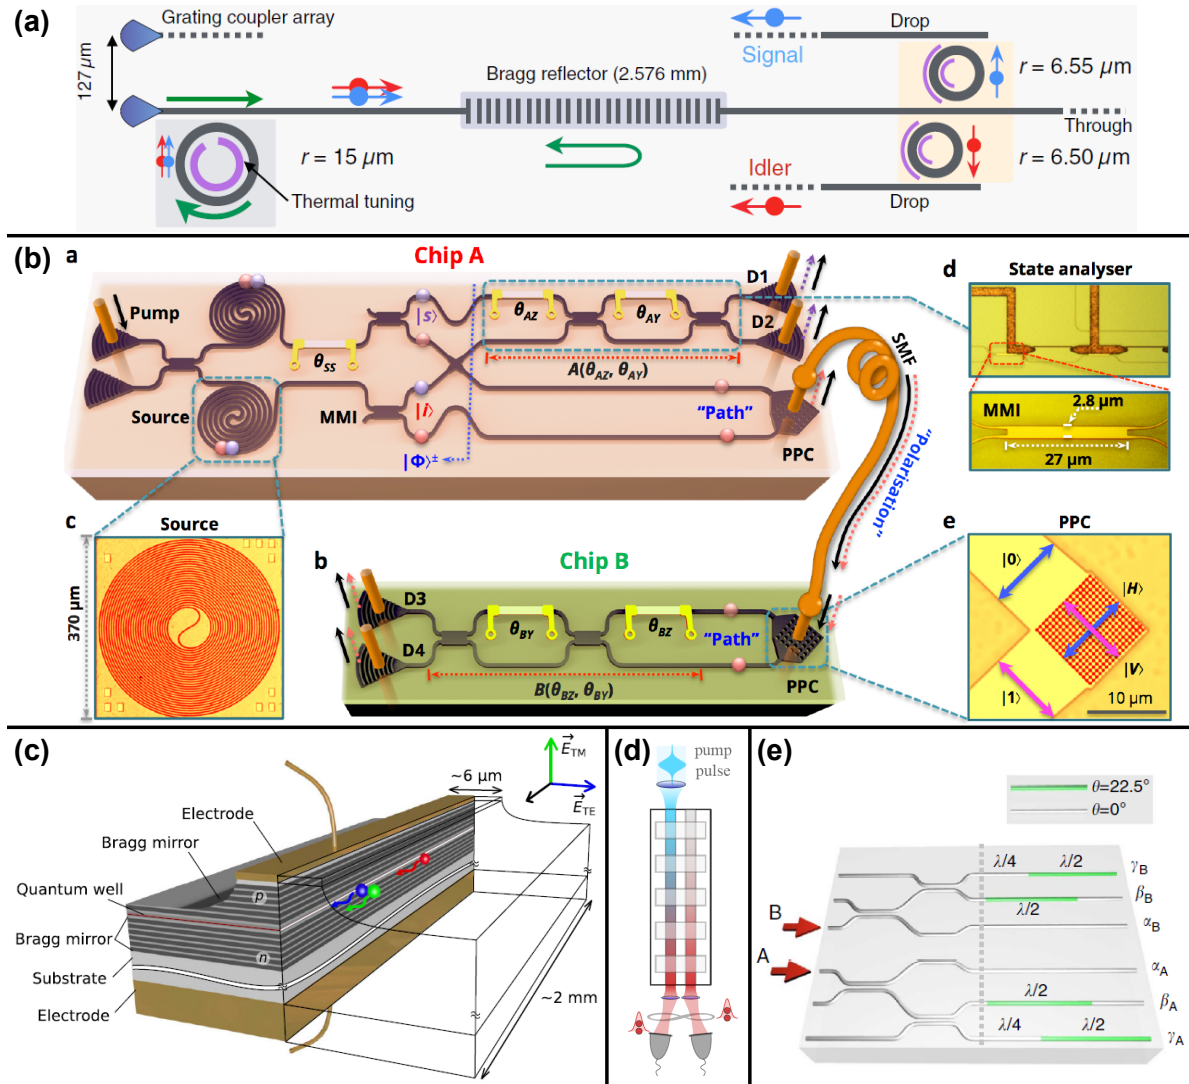 (a)
Grating coupler array
127 µm
Bragg reflector (2.576 mm)
Signal
Drop
r = 6.55 µm
Through
r = 15 µm
Thermal tuning
Idler
Drop
r = 6.50 µm
(b)
a
Chip A
Pump
θSS
|s⟩
θAZ
θAY
A(θAZ, θAY)
D1
D2
Source
MMI
|i⟩
|Φ⟩±
"Path"
PPC
SMF
"Polarisation"
d
State analyser
MMI
2.8 µm
27 µm
c
Source
370 µm
b
Chip B
D3
D4
θBY
θBZ
"Path"
B(θBZ, θBY)
PPC
e
PPC
|0⟩
|H⟩
|V⟩
|1⟩
10 µm
(c)
~6 µm
E⃗TM
E⃗TE
Electrode
Bragg mirror
Quantum well
Bragg mirror
Substrate
Electrode
p
n
~2 mm
(d)
pump
pulse
(e)
θ=22.5°
θ=0°
λ/4
λ/2
γB
βB
λ/2
αB
B
A
αA
λ/2
βA
λ/4
λ/2
γA